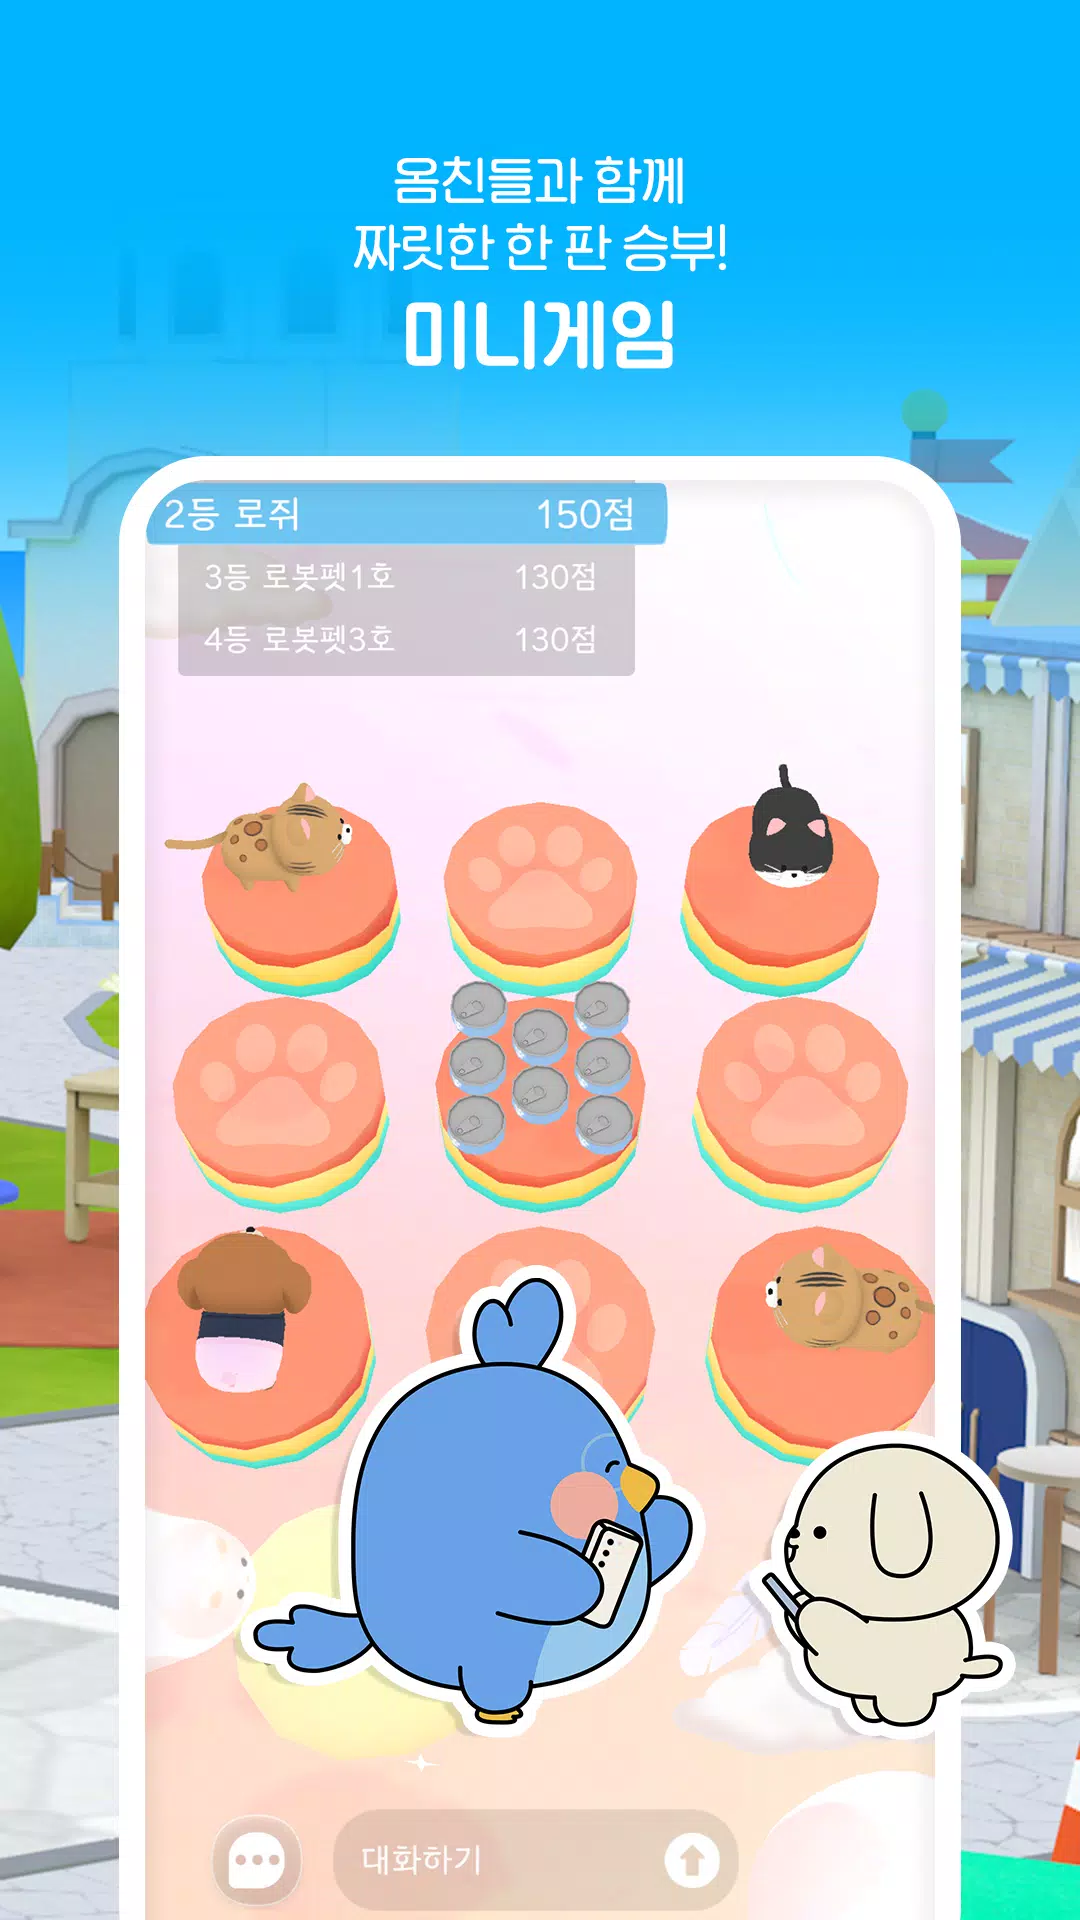 옴친들과 함께
짜릿한 한 판 승부!
미니게임
2등 로쥐 150점
3등 로봇펫1호 130점
4등 로봇펫3호 130점
대화하기